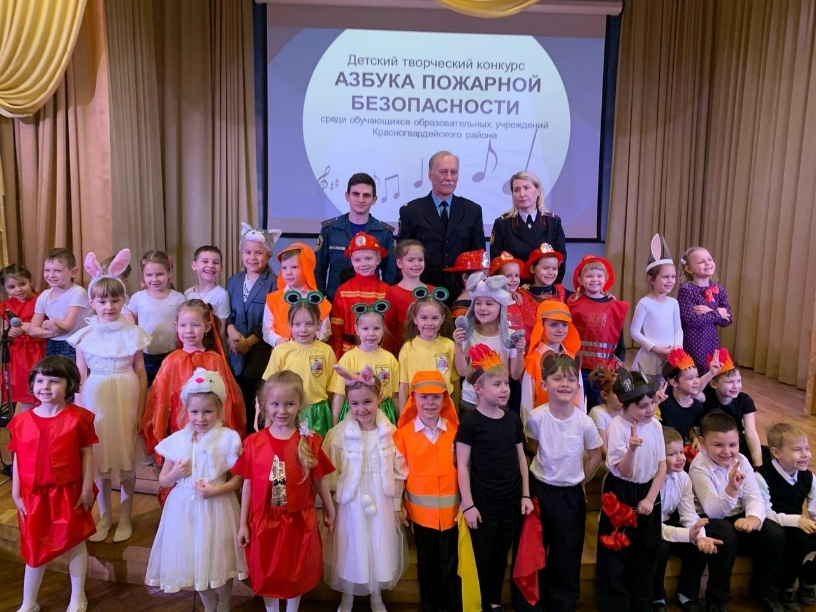 Детский творческий конкурс
АЗБУКА ПОЖАРНОЙ
БЕЗОПАСНОСТИ
среди обучающихся образовательных учреждений
Красногвардейского района